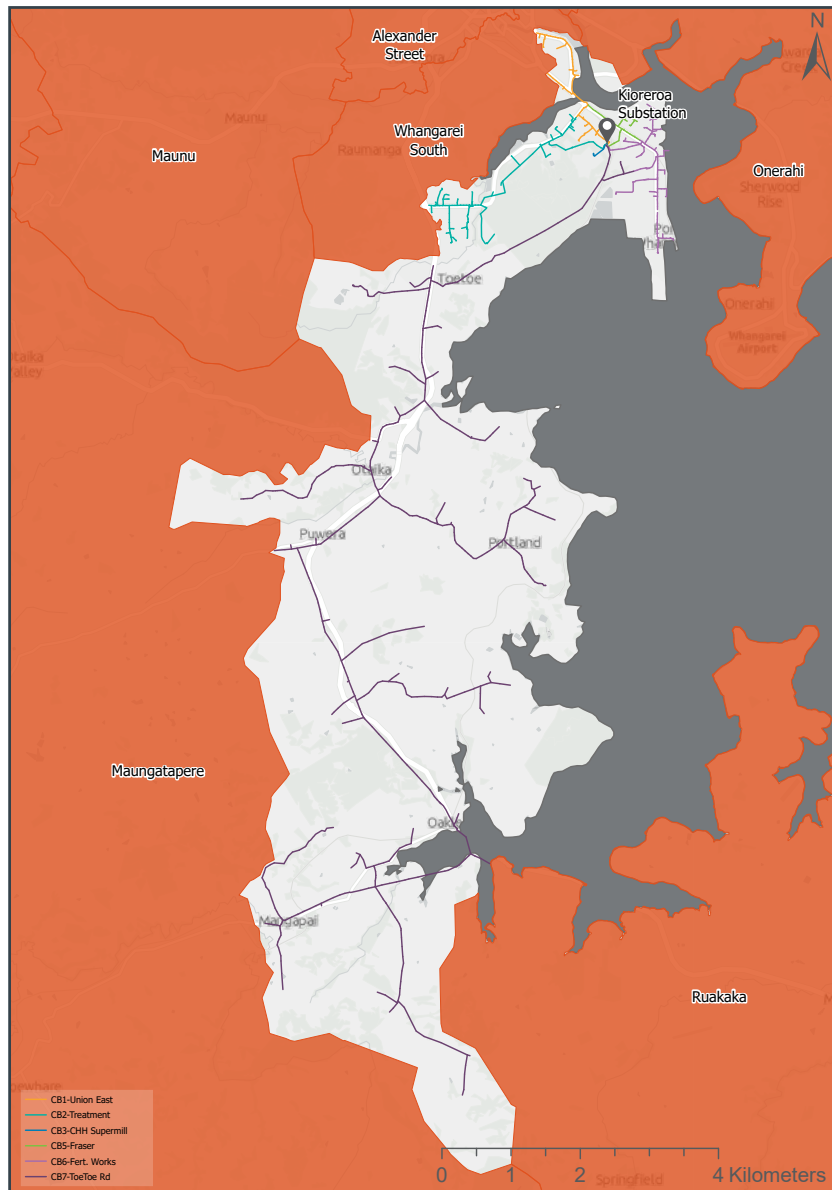 N
Alexander
Street
Kioreroa
Substation
Maunu
Whangarei
South
Raumanga
Maunu
Onerahi
Sherwood
Rise
Toetoe
Onerahi
Whangarei
Airport
Otaika
Puwera
Portland
Maungatapere
Mangapai
Ruakaka
CB1-Union East
CB2-Treatment
CB3-CHH Supermill
CB5-Fraser
CB6-Fert. Works
CB7-ToeToe Rd
0 1 2 4 Kilometers
Springfield